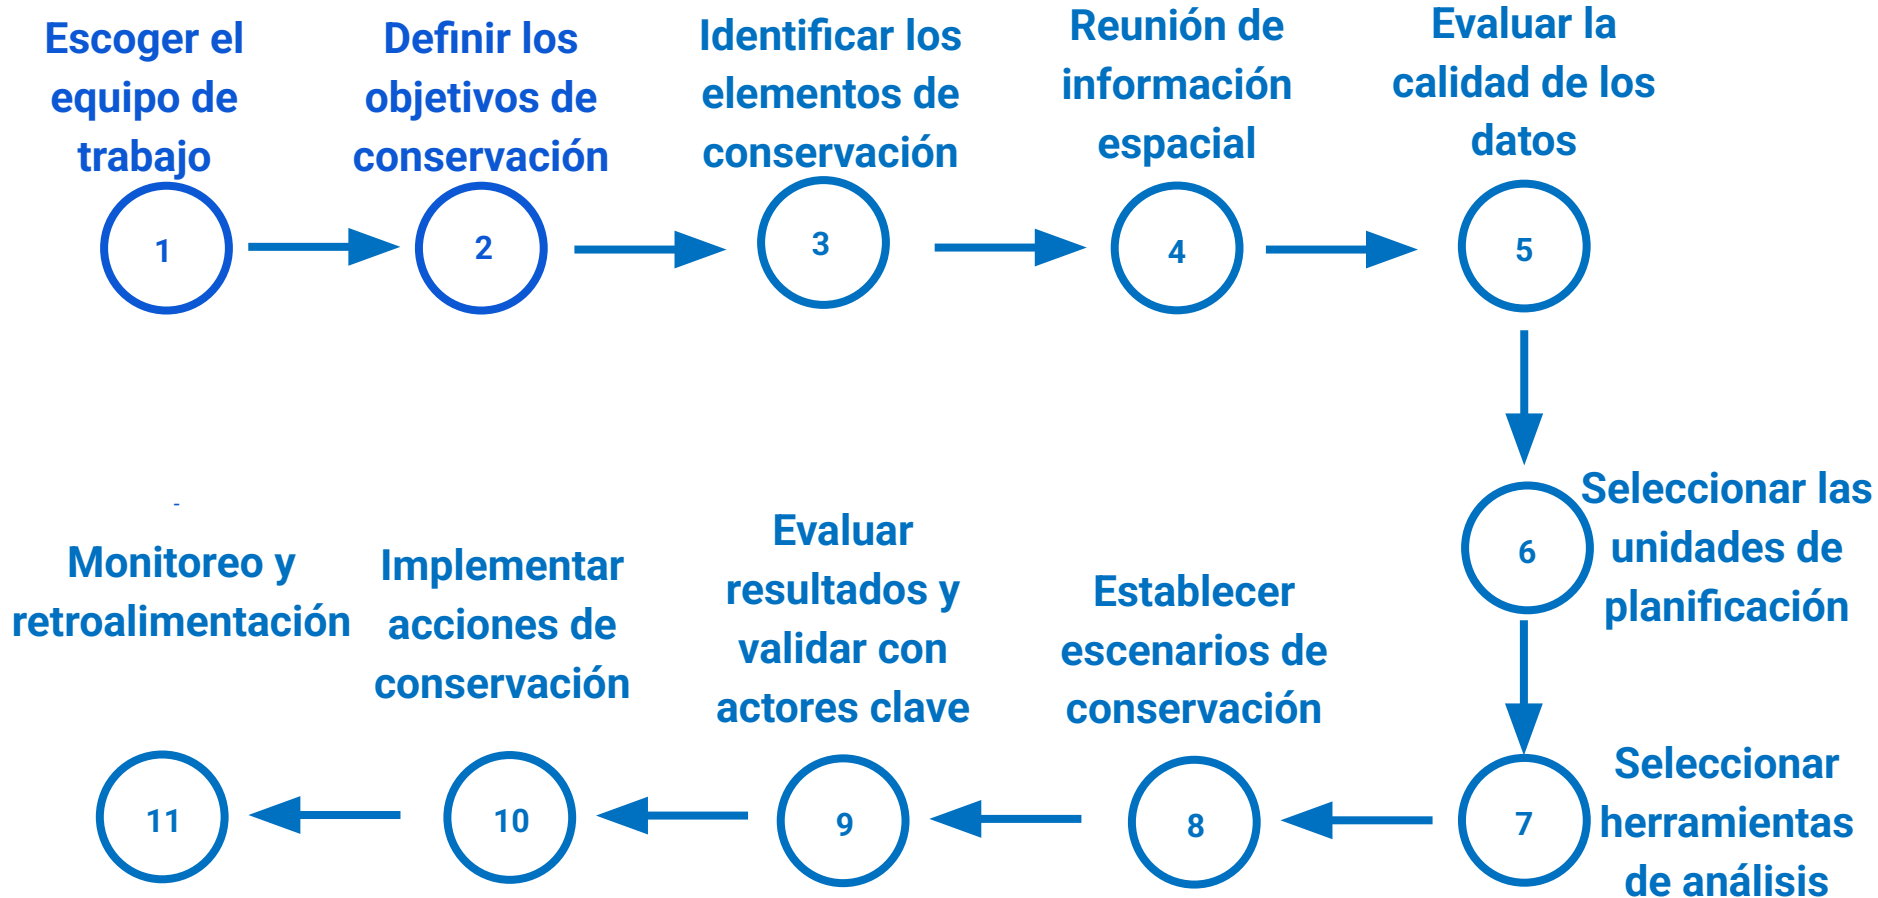 Escoger el
equipo de
trabajo
1
Definir los
objetivos de
conservación
2
Identificar los
elementos de
conservación
3
Reunión de
información
espacial
4
Evaluar la
calidad de los
datos
5
Seleccionar las
unidades de
planificación
6
Seleccionar
herramientas
de análisis
7
Establecer
escenarios de
conservación
8
Evaluar
resultados y
validar con
actores clave
9
Implementar
acciones de
conservación
10
-
Monitoreo y
retroalimentación
11